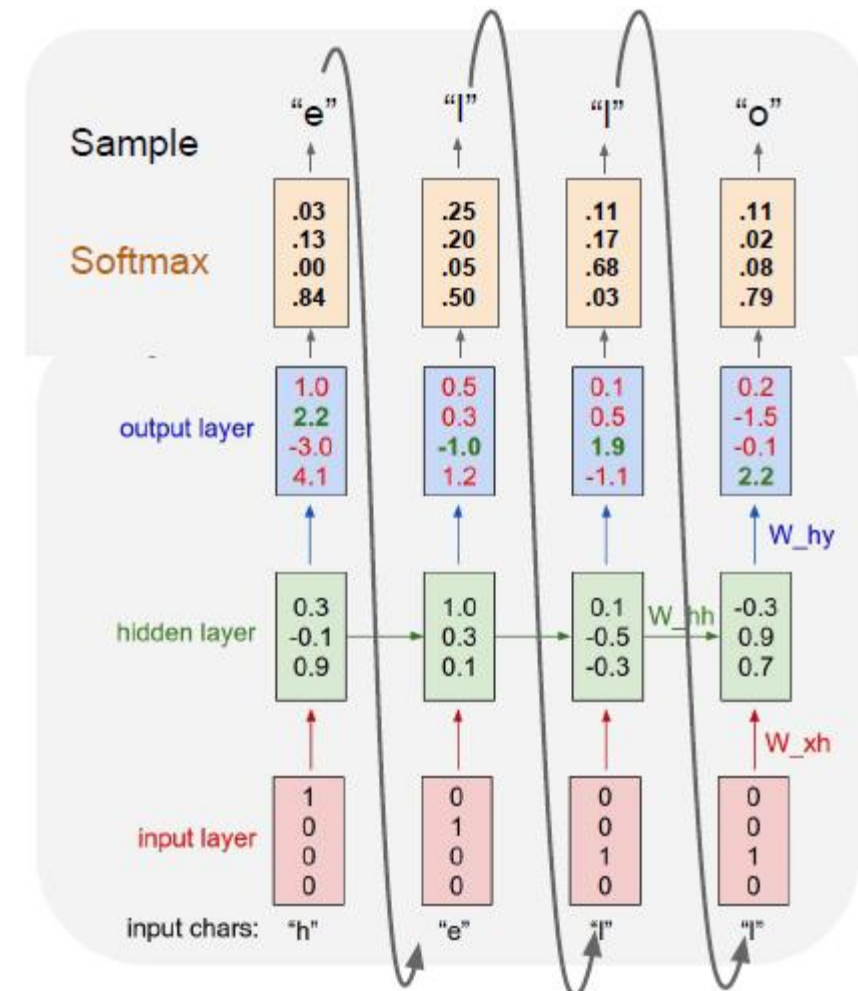 “e” “l” “l” “o”
Sample
.03 .25 .11 .11
.13 .20 .17 .02
Softmax
.00 .05 .68 .08
.84 .50 .03 .79
1.0 0.5 0.1 0.2
2.2 0.3 0.5 -1.5
output layer
-3.0 -1.0 1.9 -0.1
4.1 1.2 -1.1 2.2
W_hy
0.3 1.0 0.1 W_hh -0.3
hidden layer -0.1 0.3 -0.5 0.9
0.9 0.1 -0.3 0.7
W_xh
1 0 0 0
0 1 0 0
input layer
0 0 1 1
0 0 0 0
input chars: “h” “e” “l” “l”